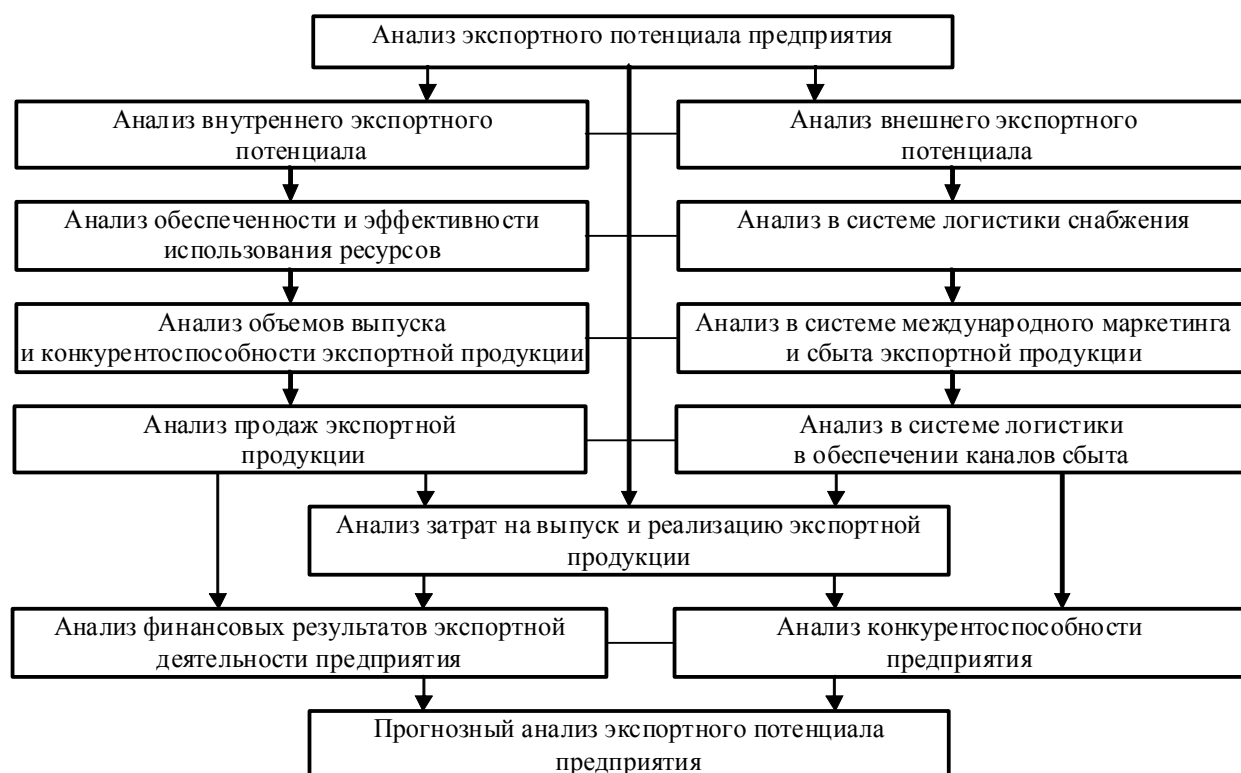 Анализ экспортного потенциала предприятия
Анализ внутреннего экспортного
потенциала
Анализ внешнего экспортного
потенциала
Анализ обеспеченности и эффективности
использования ресурсов
Анализ в системе логистики снабжения
Анализ объемов выпуска
и конкурентоспособности экспортной продукции
Анализ в системе международного маркетинга
и сбыта экспортной продукции
Анализ продаж экспортной
продукции
Анализ в системе логистики
в обеспечении каналов сбыта
Анализ затрат на выпуск и реализацию экспортной
продукции
Анализ финансовых результатов экспортной
деятельности предприятия
Анализ конкурентоспособности
предприятия
Прогнозный анализ экспортного потенциала
предприятия